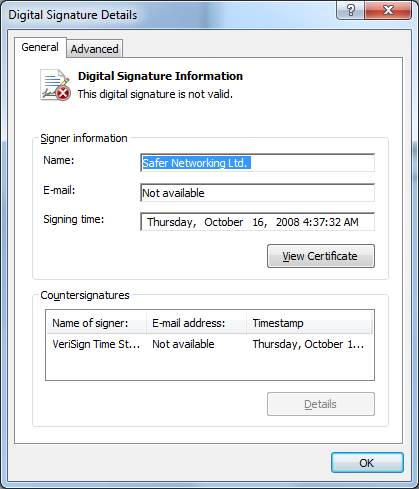 Digital Signature Details
General
Advanced
Digital Signature Information
This digital signature is not valid.
Signer information
Name:
Safer Networking Ltd.
E-mail:
Not available
Signing time:
Thursday, October 16, 2008 4:37:32 AM
View Certificate
Countersignatures
Name of signer: E-mail address: Timestamp
VeriSign Time St... Not available Thursday, October 1...
Details
OK